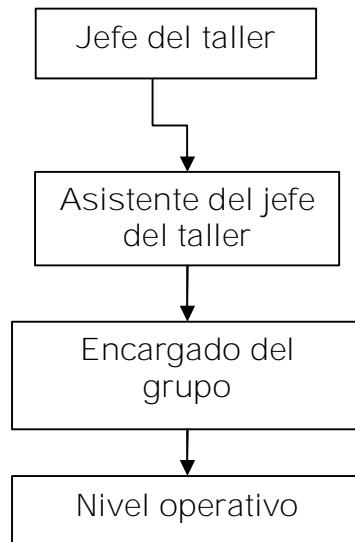 Jefe del taller
Asistente del jefe
del taller
Encargado del
grupo
Nivel operativo